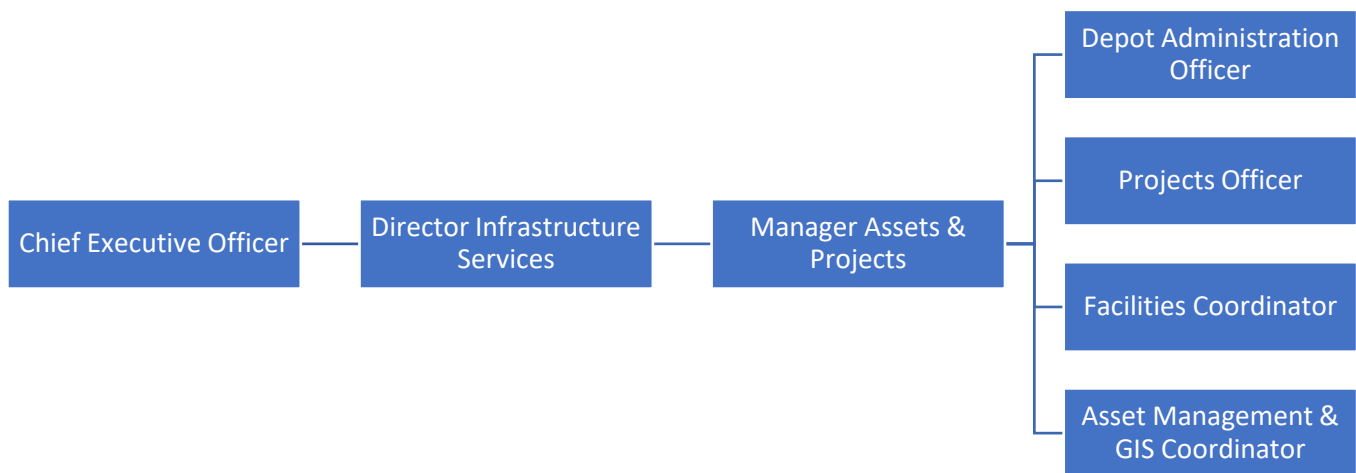 Chief Executive Officer
Director Infrastructure
Services
Manager Assets &
Projects
Depot Administration
Officer
Projects Officer
Facilities Coordinator
Asset Management &
GIS Coordinator